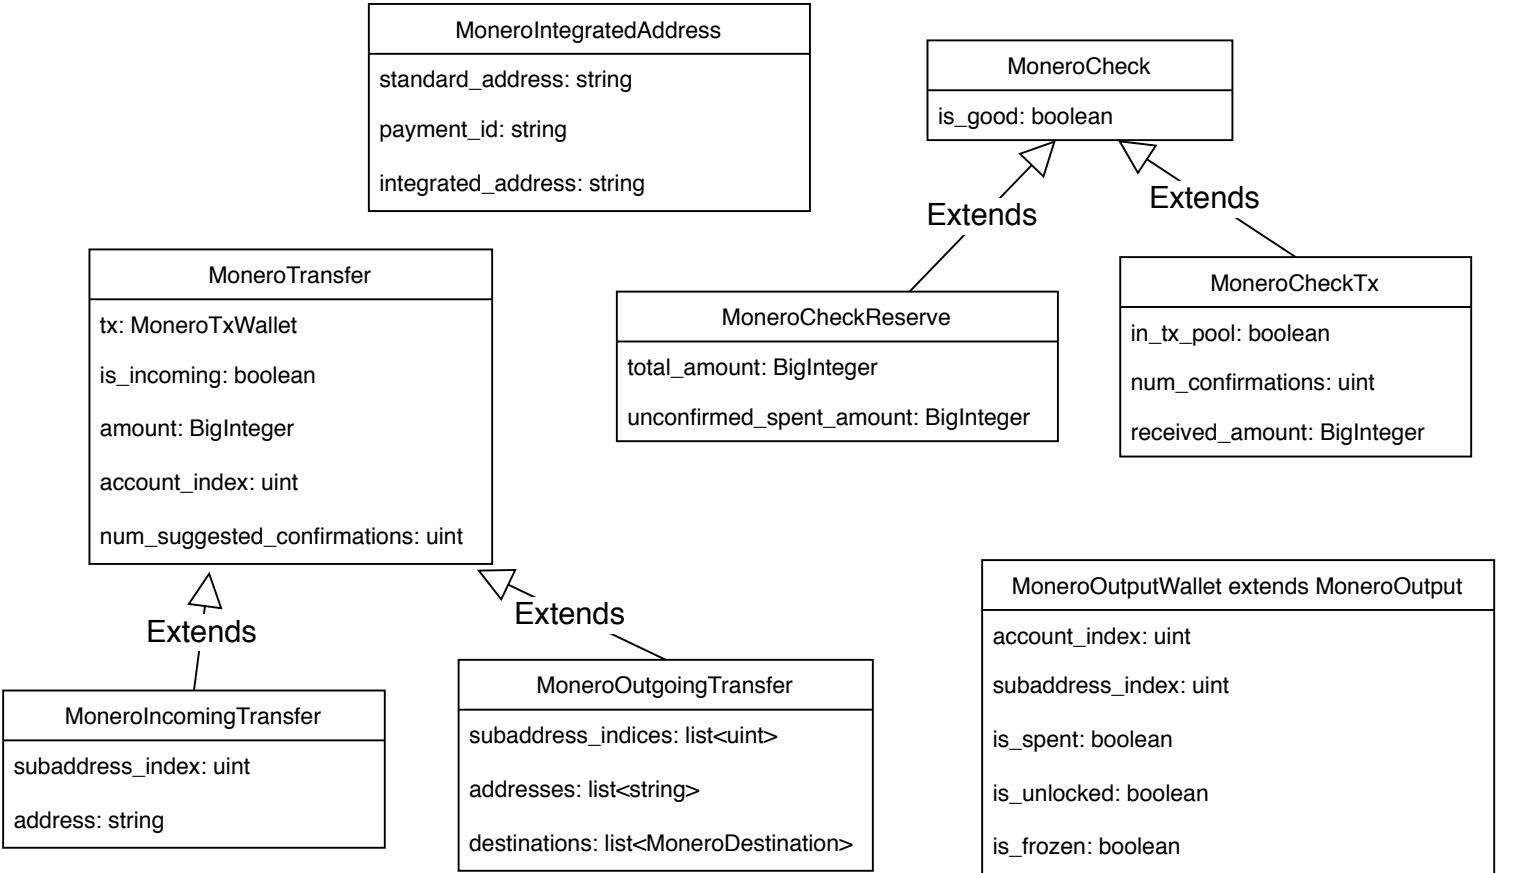 MoneroIntegratedAddress
standard_address: string
payment_id: string
integrated_address: string
MoneroCheck
is_good: boolean
Extends
Extends
MoneroTransfer
tx: MoneroTxWallet
is_incoming: boolean
amount: BigInteger
account_index: uint
num_suggested_confirmations: uint
MoneroCheckReserve
total_amount: BigInteger
unconfirmed_spent_amount: BigInteger
MoneroCheckTx
in_tx_pool: boolean
num_confirmations: uint
received_amount: BigInteger
Extends
Extends
MoneroIncomingTransfer
subaddress_index: uint
address: string
MoneroOutgoingTransfer
subaddress_indices: list<uint>
addresses: list<string>
destinations: list<MoneroDestination>
MoneroOutputWallet extends MoneroOutput
account_index: uint
subaddress_index: uint
is_spent: boolean
is_unlocked: boolean
is_frozen: boolean